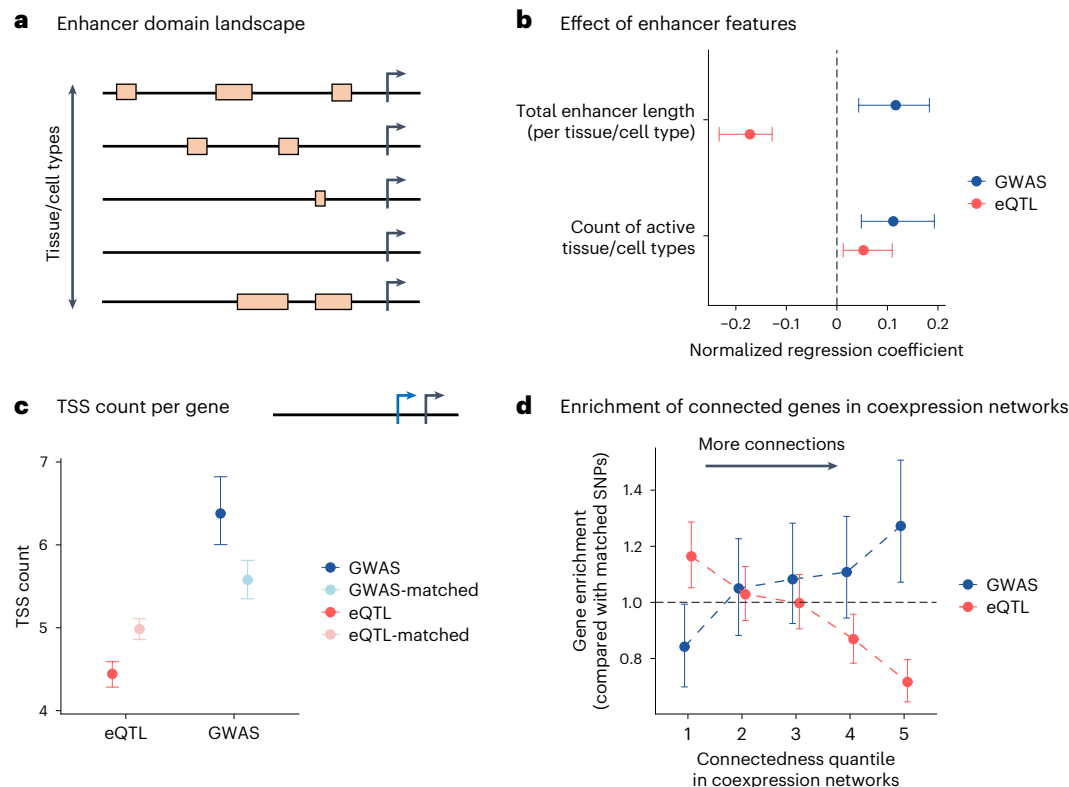 a Enhancer domain landscape
Tissue/cell types
b Effect of enhancer features
Total enhancer length
(per tissue/cell type)
Count of active
tissue/cell types
−0.2 −0.1 0 0.1 0.2
Normalized regression coefficient
GWAS
eQTL
c TSS count per gene
TSS count
7
6
5
4
eQTL GWAS
GWAS
GWAS-matched
eQTL
eQTL-matched
d Enrichment of connected genes in coexpression networks
More connections
Gene enrichment
(compared with matched SNPs)
1.4
1.2
1.0
0.8
1 2 3 4 5
Connectedness quantile
in coexpression networks
GWAS
eQTL